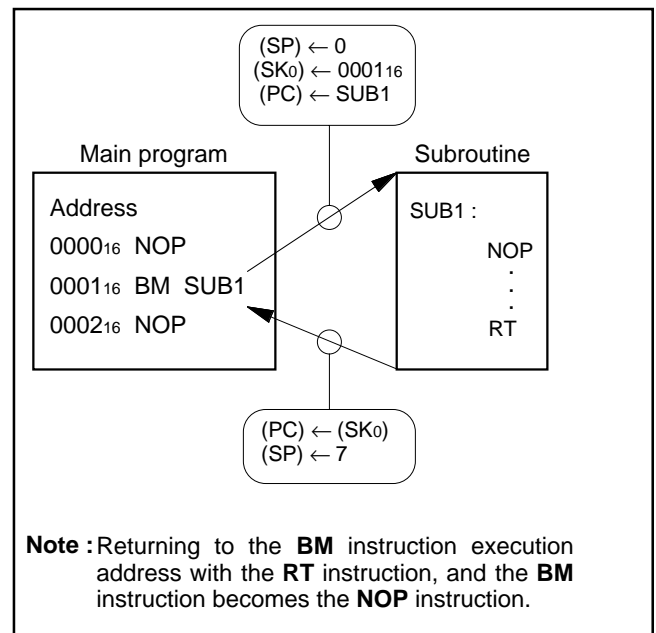 (SP) ← 0
(SK0) ← 000116
(PC) ← SUB1
Main program
Subroutine
Address
000016 NOP
000116 BM SUB1
000216 NOP
SUB1 :
NOP
.
.
.
RT
(PC) ← (SK0)
(SP) ← 7
Note : Returning to the BM instruction execution
address with the RT instruction, and the BM
instruction becomes the NOP instruction.